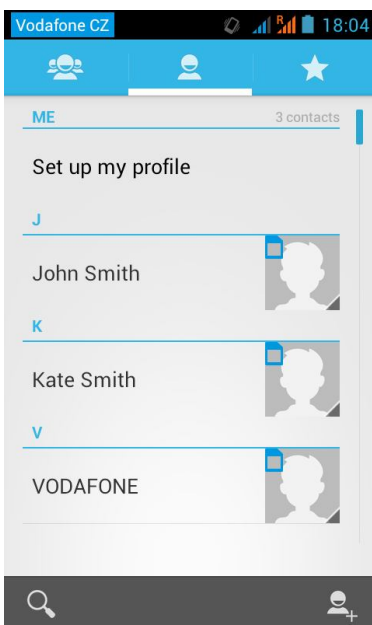 Vodafone CZ R 18:04
ME 3 contacts
Set up my profile
J
John Smith
K
Kate Smith
V
VODAFONE